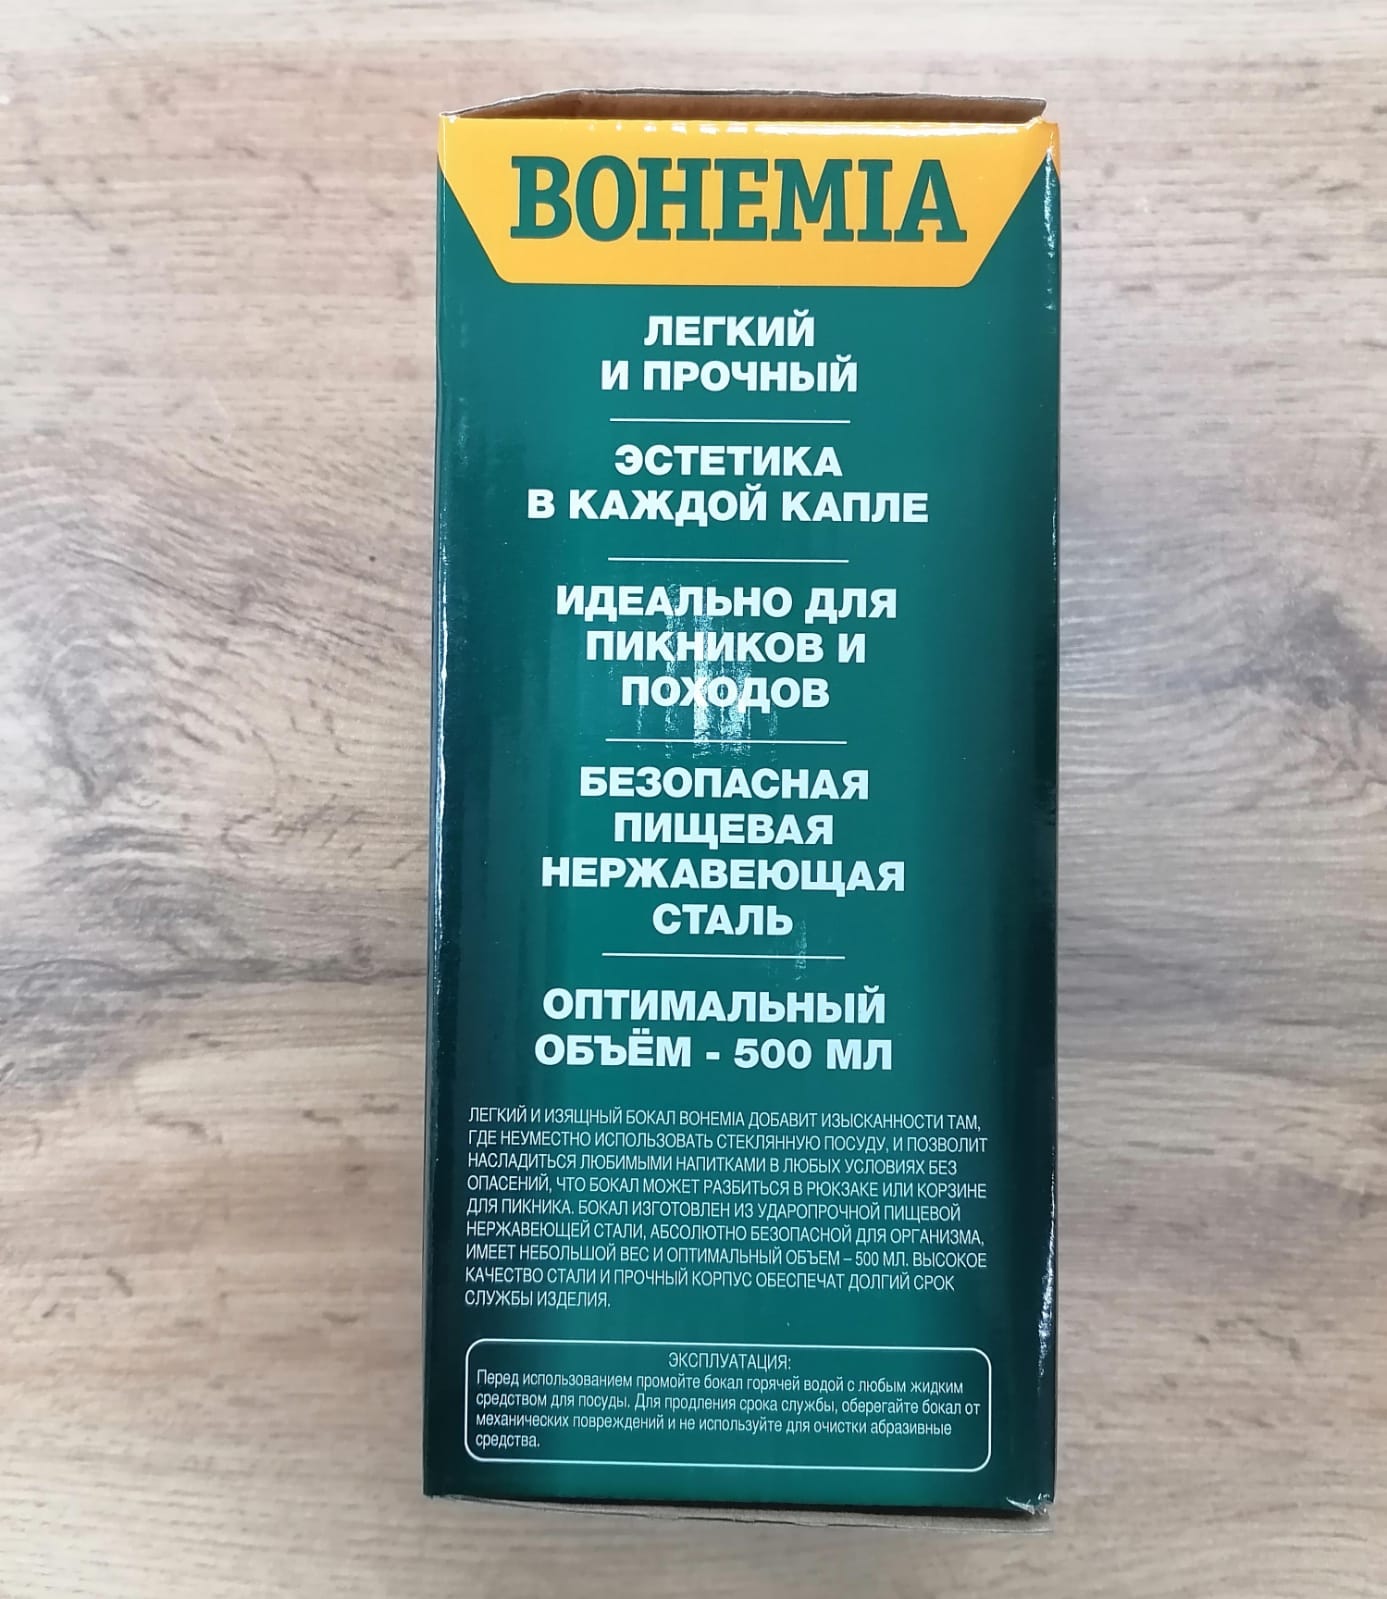 BOHEMIA
ЛЕГКИЙ
И ПРОЧНЫЙ
ЭСТЕТИКА
В КАЖДОЙ КАПЛЕ
ИДЕАЛЬНО ДЛЯ
ПИКНИКОВ И
ПОХОДОВ
БЕЗОПАСНАЯ
ПИЩЕВАЯ
НЕРЖАВЕЮЩАЯ
СТАЛЬ
ОПТИМАЛЬНЫЙ
ОБЪЁМ - 500 МЛ
ЛЕГКИЙ И ИЗЯЩНЫЙ БОКАЛ BOHEMIA ДОБАВИТ ИЗЫСКАННОСТИ ТАМ,
ГДЕ НЕУМЕСТНО ИСПОЛЬЗОВАТЬ СТЕКЛЯННУЮ ПОСУДУ, И ПОЗВОЛИТ
НАСЛАДИТЬСЯ ЛЮБИМЫМИ НАПИТКАМИ В ЛЮБЫХ УСЛОВИЯХ БЕЗ
ОПАСЕНИЙ, ЧТО БОКАЛ МОЖЕТ РАЗБИТЬСЯ В РЮКЗАКЕ ИЛИ КОРЗИНЕ
ДЛЯ ПИКНИКА. БОКАЛ ИЗГОТОВЛЕН ИЗ УДАРОПРОЧНОЙ ПИЩЕВОЙ
НЕРЖАВЕЮЩЕЙ СТАЛИ, АБСОЛЮТНО БЕЗОПАСНОЙ ДЛЯ ОРГАНИЗМА,
ИМЕЕТ НЕБОЛЬШОЙ ВЕС И ОПТИМАЛЬНЫЙ ОБЪЕМ – 500 МЛ. ВЫСОКОЕ
КАЧЕСТВО СТАЛИ И ПРОЧНЫЙ КОРПУС ОБЕСПЕЧАТ ДОЛГИЙ СРОК
СЛУЖБЫ ИЗДЕЛИЯ.
ЭКСПЛУАТАЦИЯ:
Перед использованием промойте бокал горячей водой с любым жидким
средством для посуды. Для продления срока службы, оберегайте бокал от
механических повреждений и не используйте для очистки абразивные
средства.